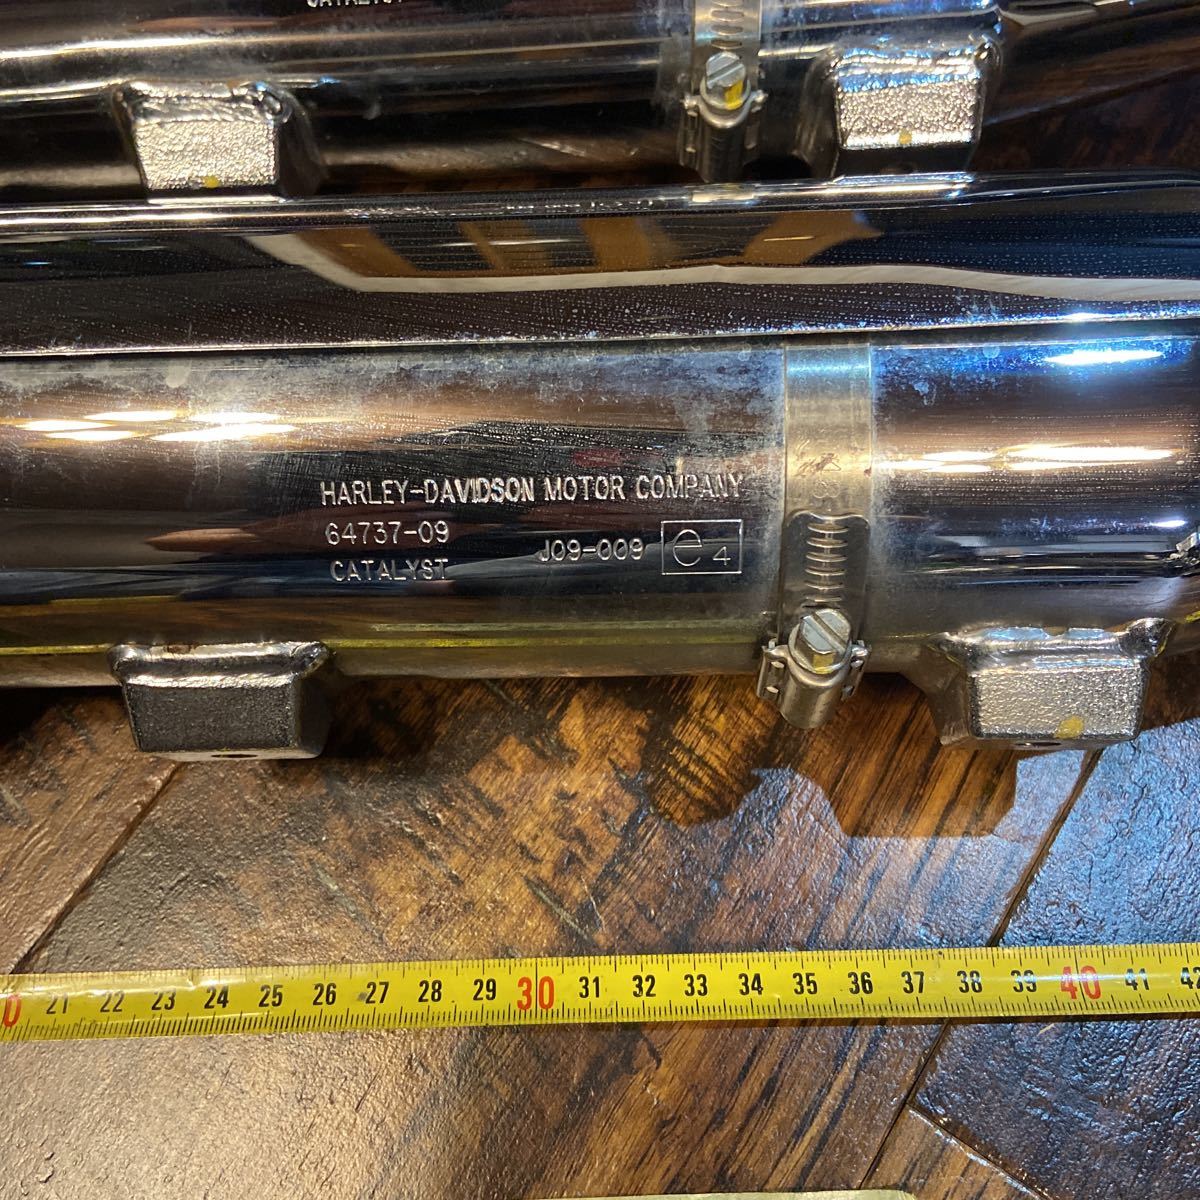 CATALYST
HARLEY-DAVIDSON MOTOR COMPANY
64737-09
J09-009 e4
CATALYST
21 22 23 24 25 26 27 28 29 30 31 32 33 34 35 36 37 38 39 40 41 42